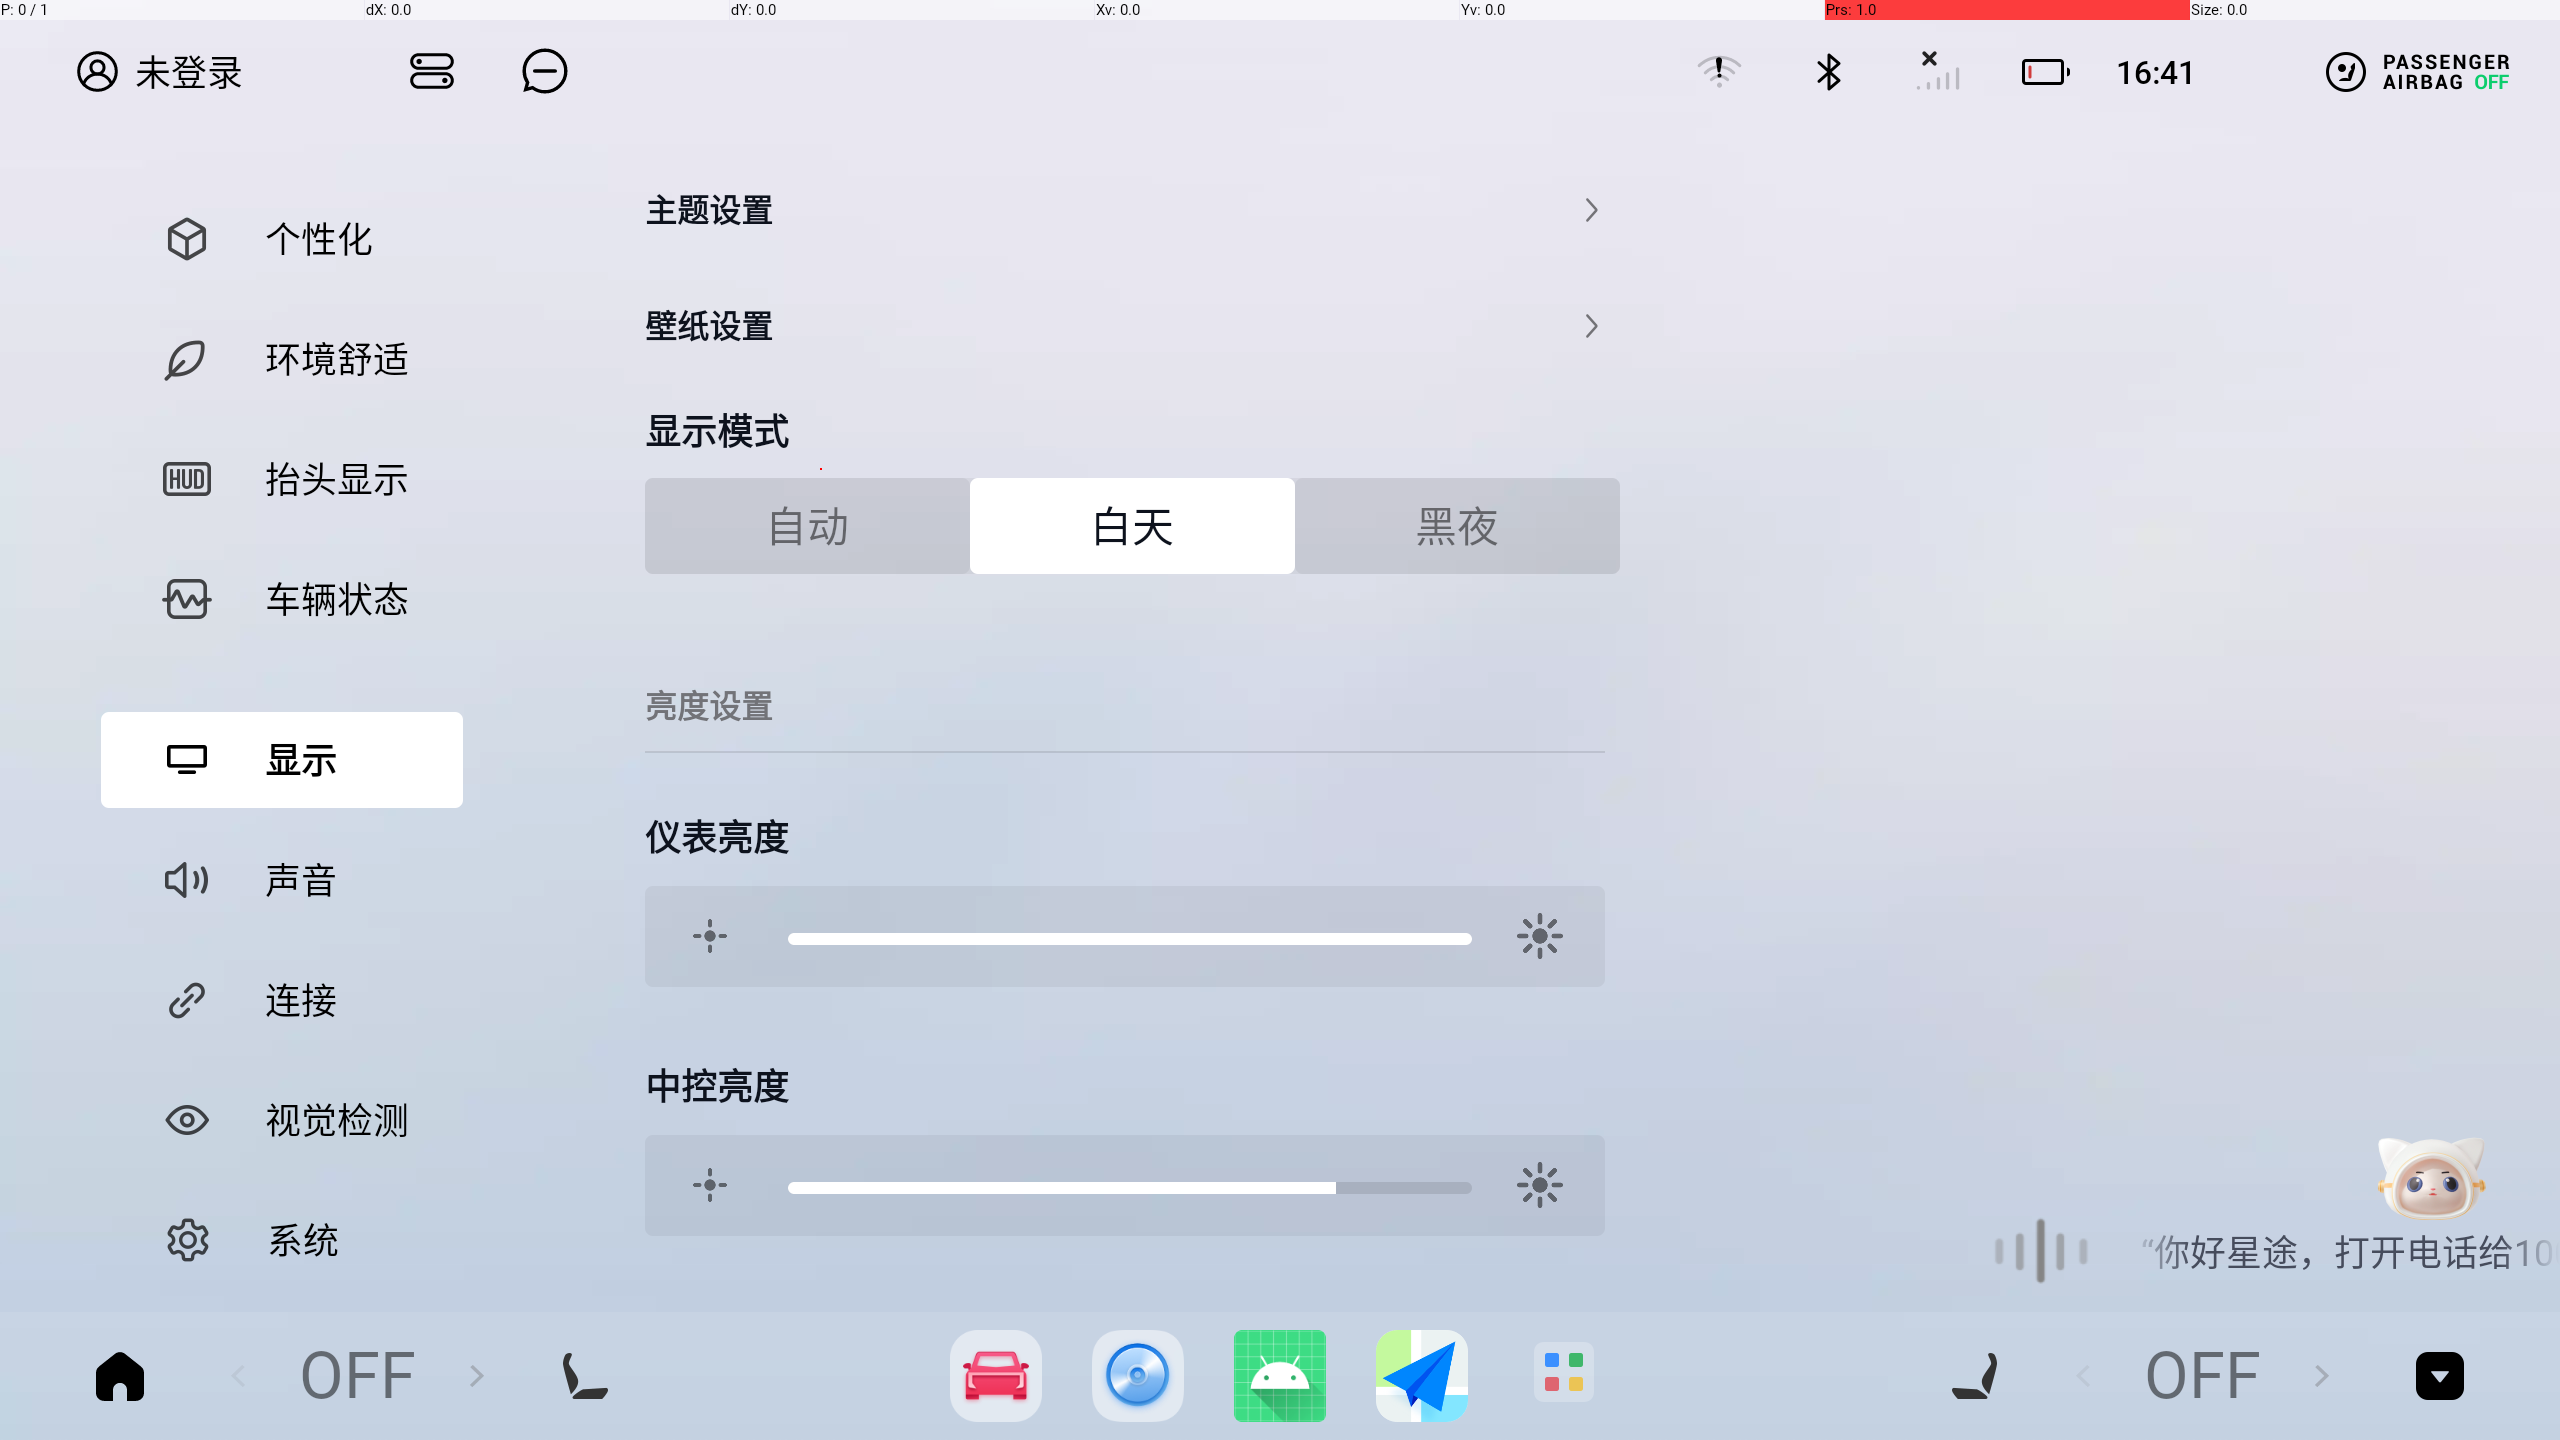 P: 0 / 1 dX: 0.0 dY: 0.0 Xv: 0.0 Yv: 0.0 Prs: 1.0 Size: 0.0
未登录 16:41 PASSENGER
AIRBAG OFF
主题设置
个性化
壁纸设置
环境舒适
显示模式
抬头显示
HUD
自动 白天 黑夜
车辆状态
亮度设置
显示
仪表亮度
声音
连接
中控亮度
视觉检测
系统
“你好星途，打开电话给10
OFF OFF